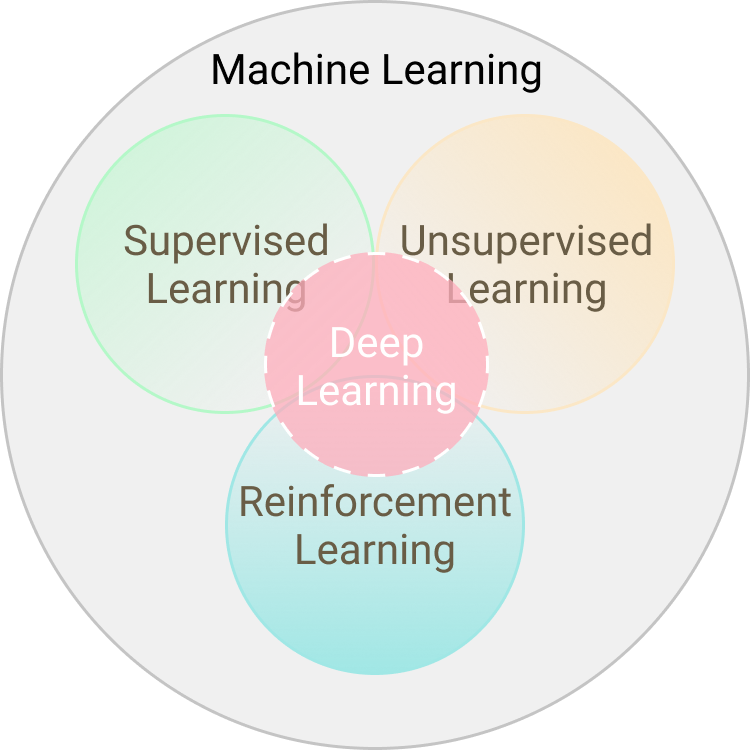 Machine Learning
Supervised
Learning
Unsupervised
Learning
Deep
Learning
Reinforcement
Learning